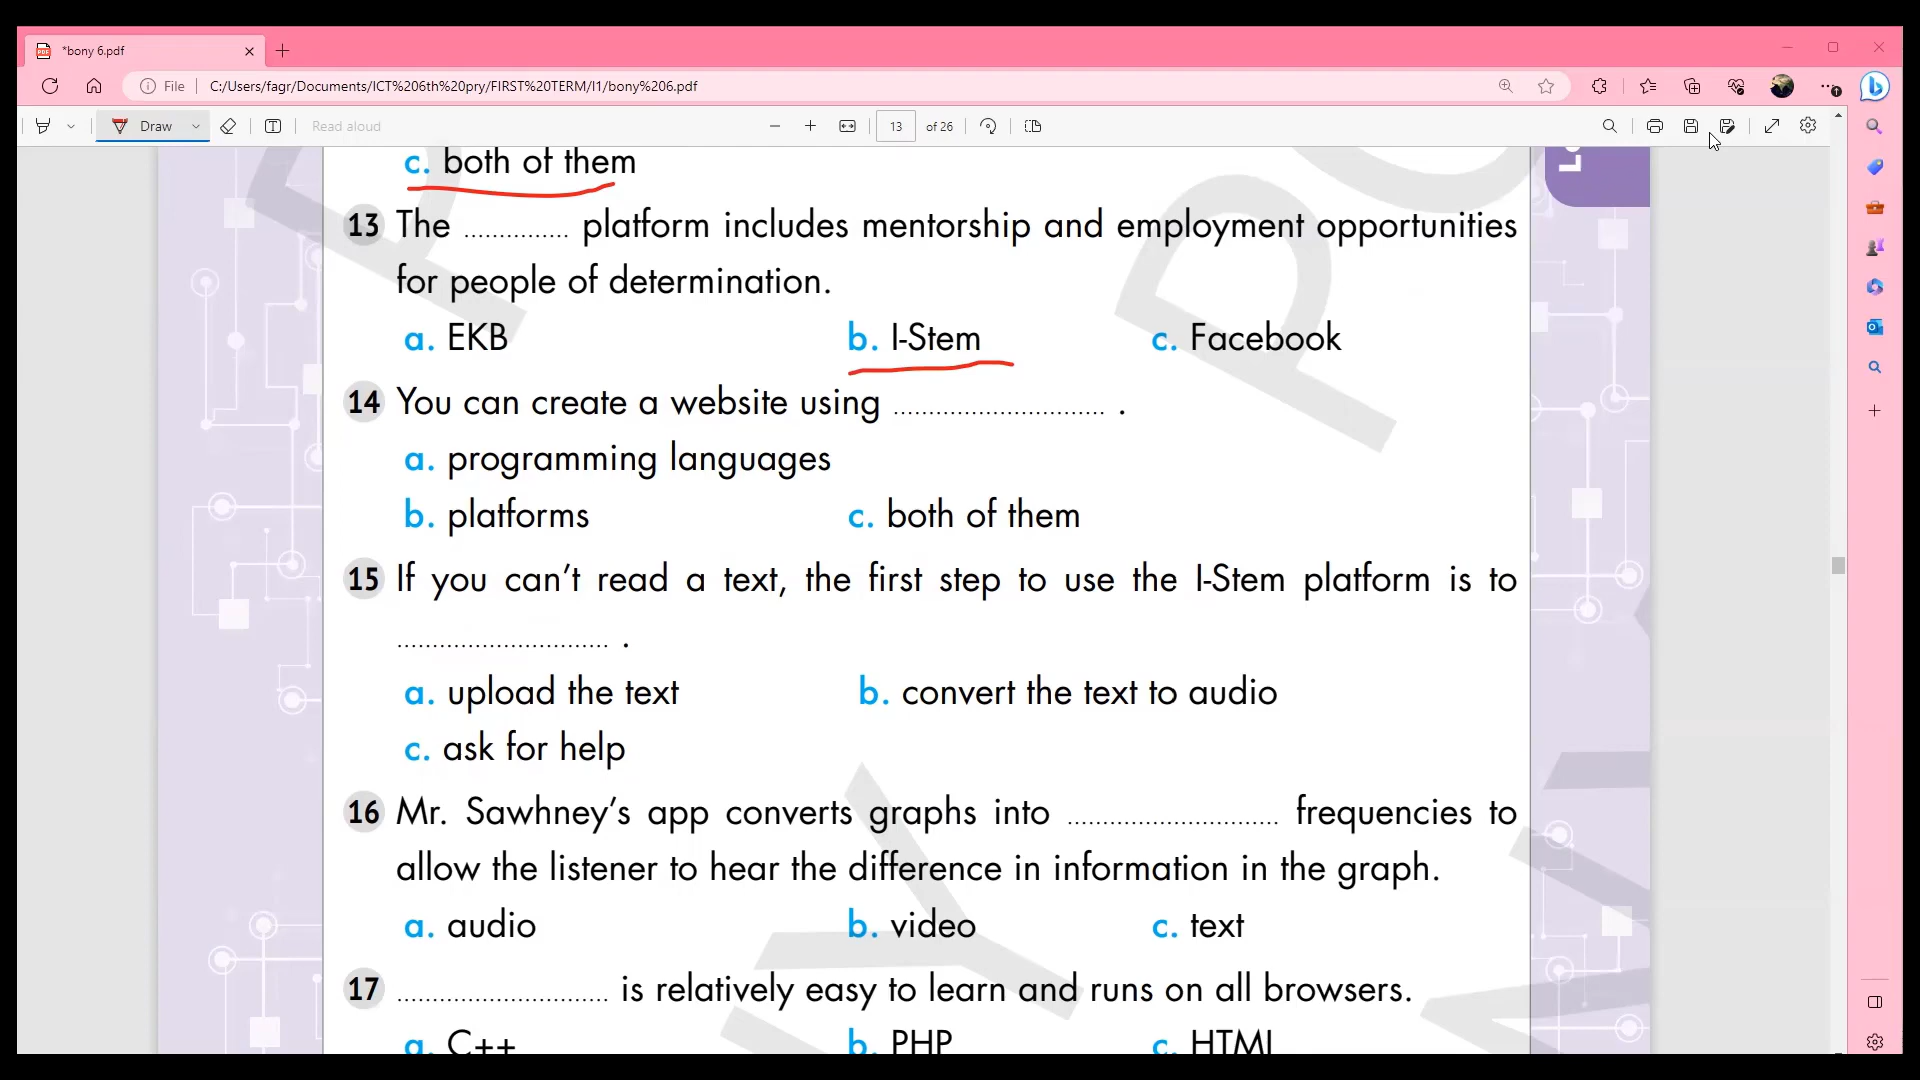 *bony 6.pdf
File C:/Users/fagr/Documents/ICT%206th%20pry/FIRST%20TERM/I1/bony%206.pdf
Draw Read aloud 13 of 26
c. both of them
13 The ............... platform includes mentorship and employment opportunities
for people of determination.
a. EKB b. I-Stem c. Facebook
14 You can create a website using .............................. .
a. programming languages
b. platforms c. both of them
15 If you can’t read a text, the first step to use the I-Stem platform is to
.............................. .
a. upload the text b. convert the text to audio
c. ask for help
16 Mr. Sawhney’s app converts graphs into .............................. frequencies to
allow the listener to hear the difference in information in the graph.
a. audio b. video c. text
17 .............................. is relatively easy to learn and runs on all browsers.
a. C++ b. PHP c. HTML